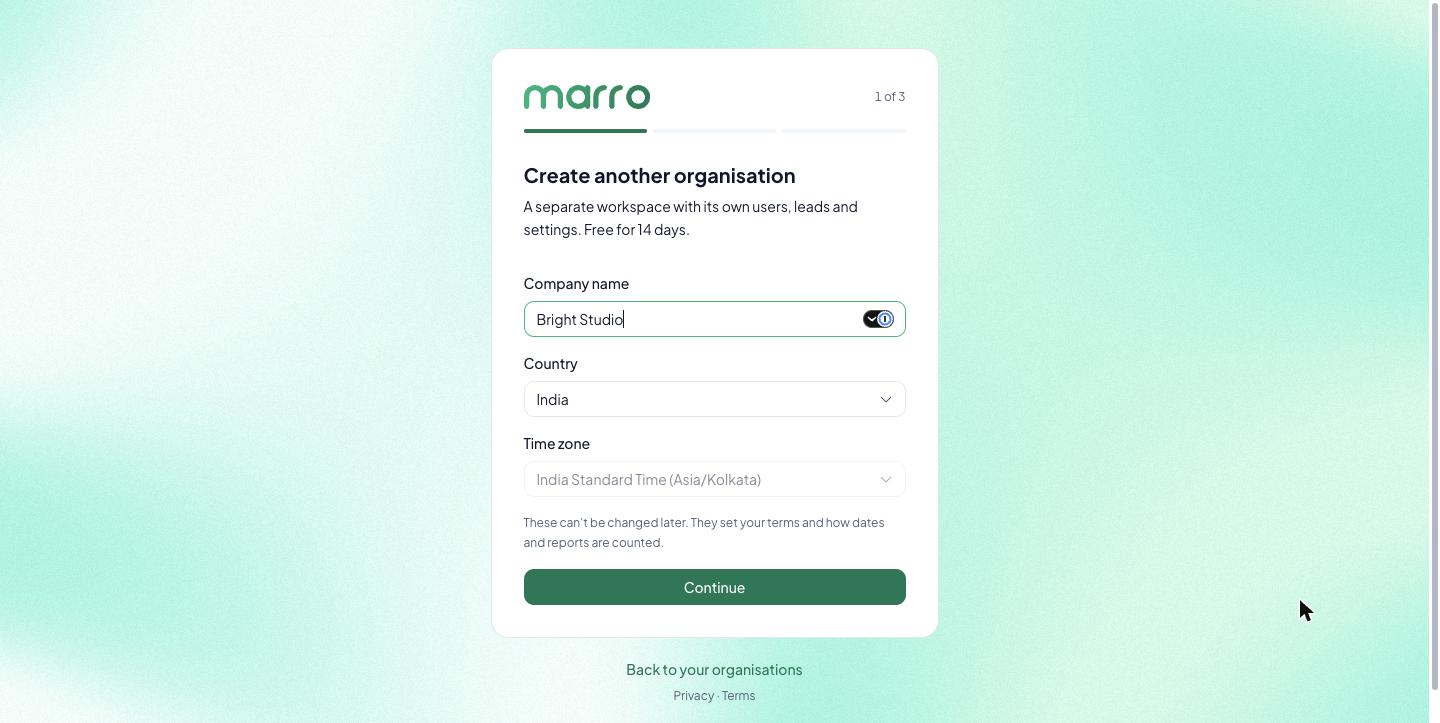 marro
1 of 3
Create another organisation
A separate workspace with its own users, leads and
settings. Free for 14 days.
Company name
Bright Studio
Country
India
Time zone
India Standard Time (Asia/Kolkata)
These can't be changed later. They set your terms and how dates
and reports are counted.
Continue
Back to your organisations
Privacy · Terms